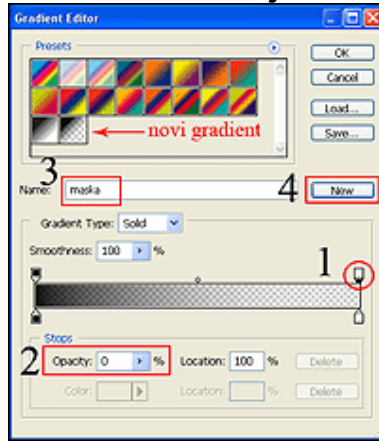 Gradient Editor
Presets
OK
Cancel
Load...
Save...
novi gradient
3
Name: maska
4
New
Gradient Type: Solid
Smoothness: 100 %
1
Stops
2
Opacity: 0 % Location: 100 % Delete
Color: Location: % Delete